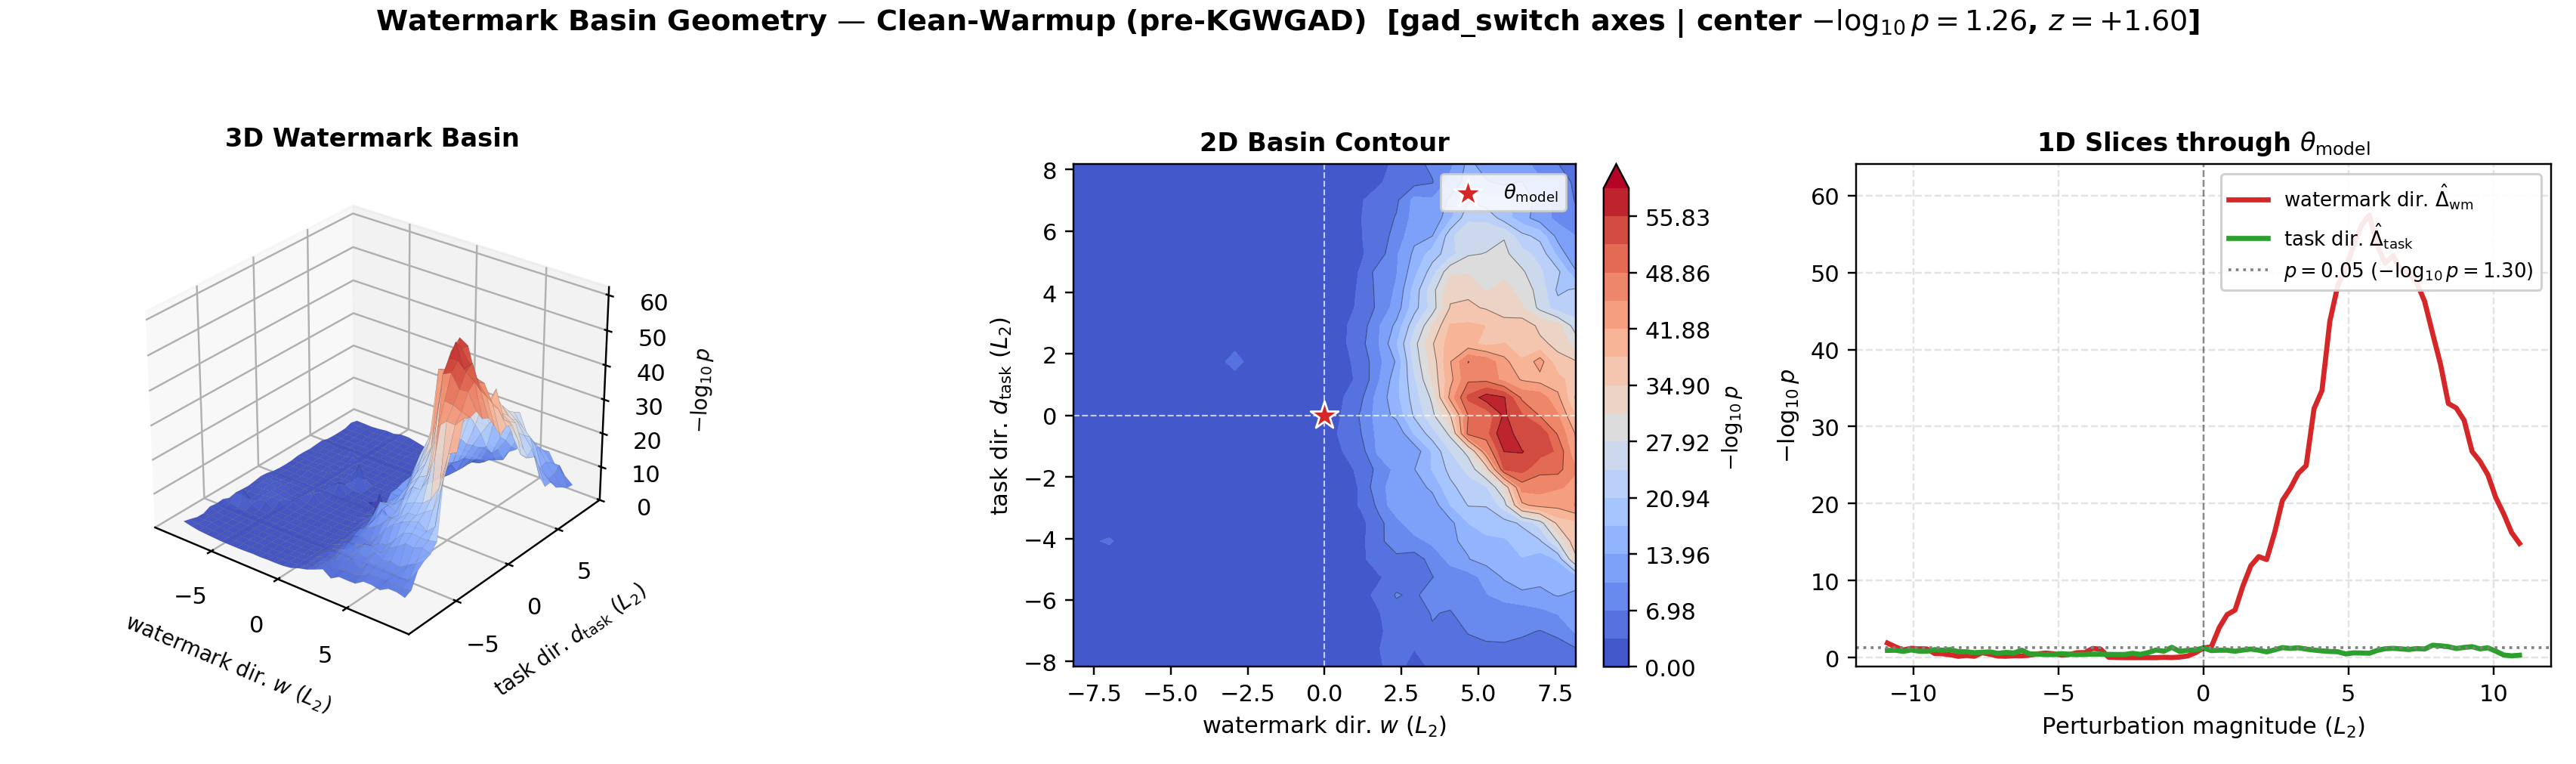 Watermark Basin Geometry — Clean-Warmup (pre-KGWGAD) [gad_switch axes | center −log₁₀ p = 1.26, z = +1.60]
3D Watermark Basin
60
50
40
30
20
10
0
−log₁₀ p
−5
0
5
watermark dir. w (L₂)
−5
0
5
task dir. d_task (L₂)
2D Basin Contour
θ_model
8
6
4
2
0
−2
−4
−6
−8
task dir. d_task (L₂)
−7.5 −5.0 −2.5 0.0 2.5 5.0 7.5
watermark dir. w (L₂)
55.83
48.86
41.88
34.90
27.92
20.94
13.96
6.98
0.00
−log₁₀ p
1D Slices through θ_model
watermark dir. Δ̂_wm
task dir. Δ̂_task
p = 0.05 (−log₁₀ p = 1.30)
60
50
40
30
20
10
0
−log₁₀ p
−10 −5 0 5 10
Perturbation magnitude (L₂)